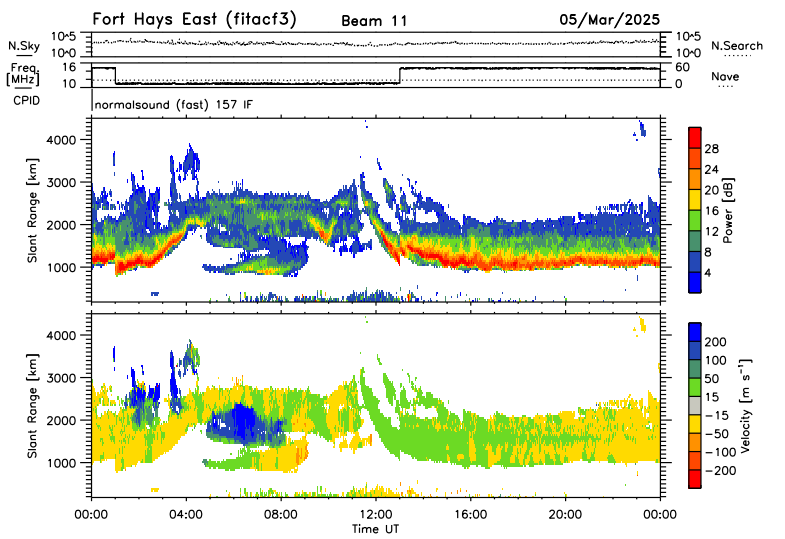 Fort Hays East (fitacf3) Beam 11 05/Mar/2025
N.Sky 10^5 10^0 10^5 10^0 N.Search
Freq. [MHz] 16 10 60 0 Nave
CPID normalsound (fast) 157 IF
Slant Range [km] 4000 3000 2000 1000
28 24 20 16 12 8 4 Power [dB]
Slant Range [km] 4000 3000 2000 1000
200 100 50 15 -15 -50 -100 -200 Velocity [m s⁻¹]
00:00 04:00 08:00 12:00 16:00 20:00 00:00
Time UT